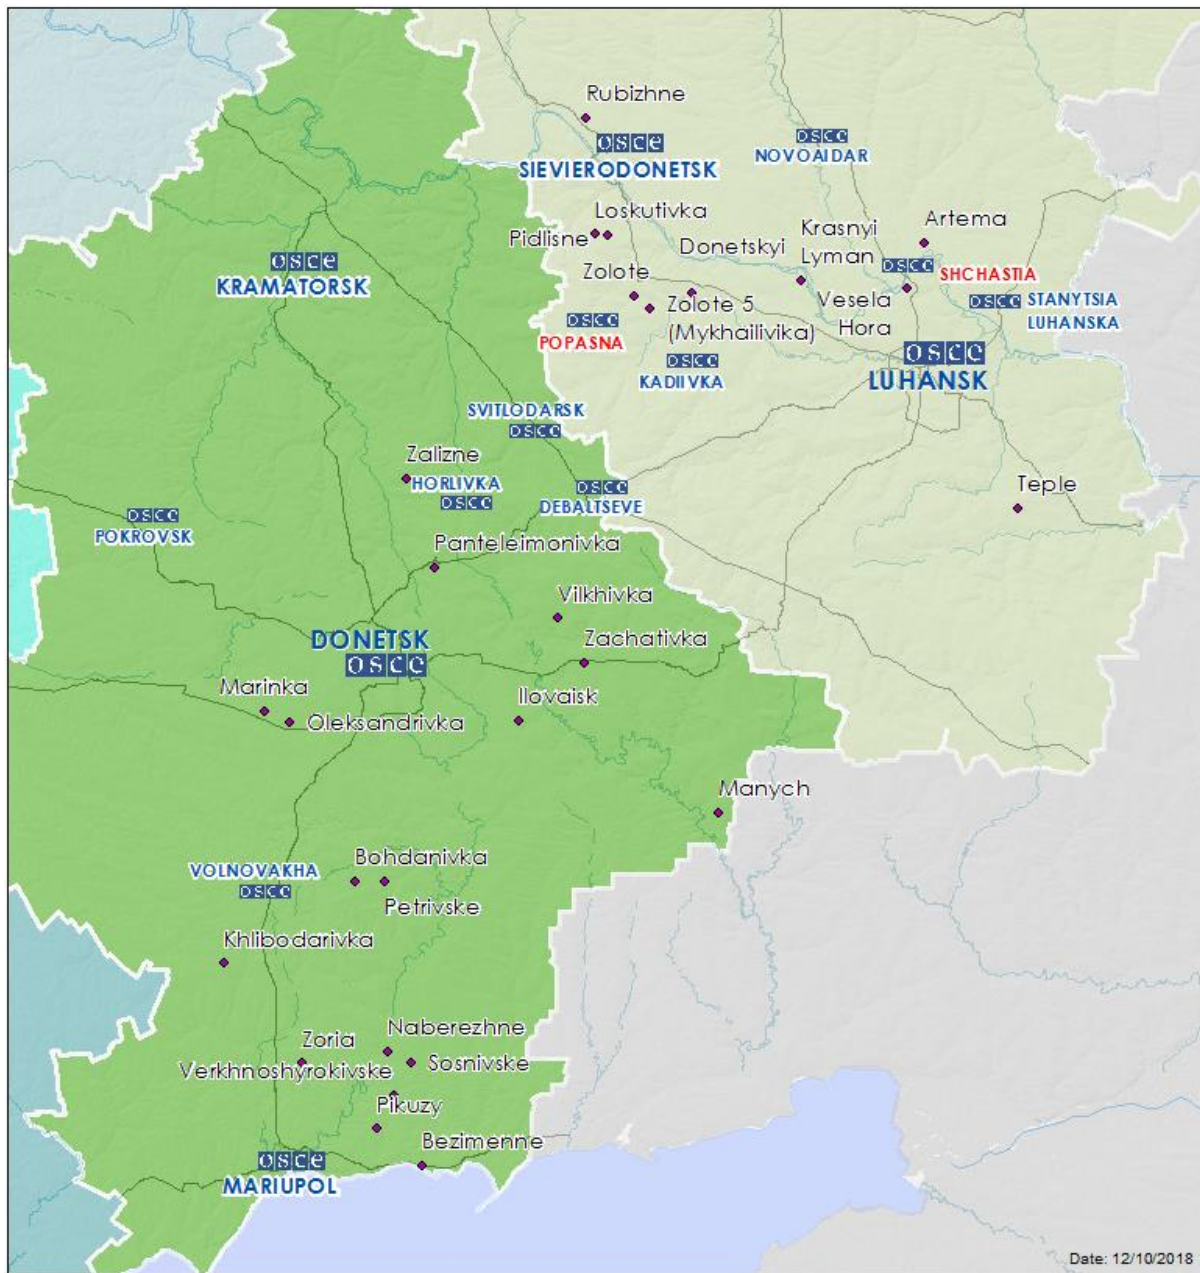 Rubizhne
osce
SIEVIERODONETSK
osce
NOVOAIDAR
Loskutivka
Pidlisne
Donetskyi
Krasnyi
Lyman
Artema
osce
KRAMATORSK
Zolote
osce
SHCHASTIA
Zolote 5
(Mykhailivika)
Vesela
Hora
osce
STANYTSIA
LUHANSKA
osce
POPASNA
osce
KADIIVKA
osce
LUHANSK
SVITLODARSK
osce
Zalizne
HORLIVKA
osce
osce
DEBALTSEVE
Teple
osce
POKROVSK
Panteleimonivka
Vilkhivka
DONETSK
osce
Zachativka
Marinka
Oleksandrivka
Ilovaisk
Manych
VOLNOVAKHA
osce
Bohdanivka
Petrivske
Khlibodarivka
Naberezhne
Zoria
Verkhnoshyrokivske
Sosnivske
Pikuzy
Bezimenne
osce
MARIUPOL
Date: 12/10/2018